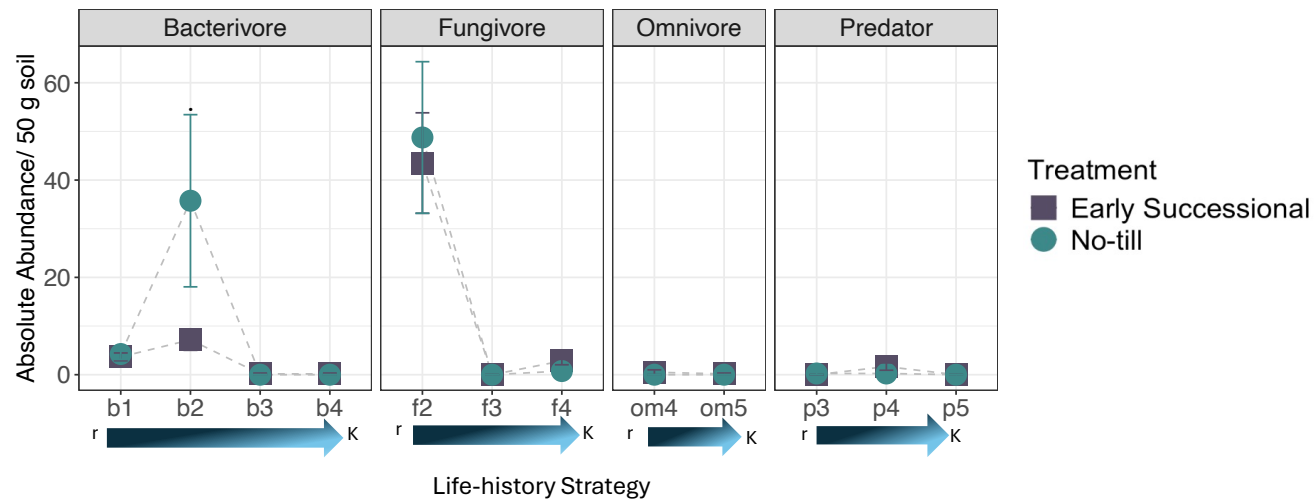 Bacterivore Fungivore Omnivore Predator
Absolute Abundance/ 50 g soil
60
40
20
0
Treatment
Early Successional
No-till
b1 b2 b3 b4 f2 f3 f4 om4 om5 p3 p4 p5
r K r K r K r K
Life-history Strategy